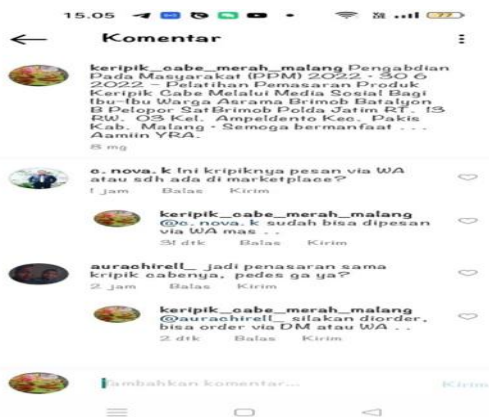 15.05
Komentar
keripik_cabe_merah_malang Pengabdian
Pada Masyarakat (PPM) 2022 - 30 6
2022 - Pelatihan Pemasaran Produk
Keripik Cabe Melalui Media Sosial Bagi
Ibu-Ibu Warga Asrama Brimob Batalyon
B Pelopor SatBrimob Polda Jatim RT. 13
RW. 03 Kel. Ampeldento Kec. Pakis
Kab. Malang - Semoga bermanfaat . . .
Aamiin YRA.
8 mg
c. nova. k Ini kripiknya pesan via WA
atau sdh ada di marketplace?
1 jam Balas Kirim
keripik_cabe_merah_malang
@c. nova. k sudah bisa dipesan
via WA mas . .
31 dtk Balas Kirim
aurachirell_ jadi penasaran sama
kripik cabenya, pedes ga ya?
2 jam Balas Kirim
keripik_cabe_merah_malang
@aurachirell_ silakan diorder,
bisa order via DM atau WA . .
2 dtk Balas Kirim
Tambahkan komentar... Kirim